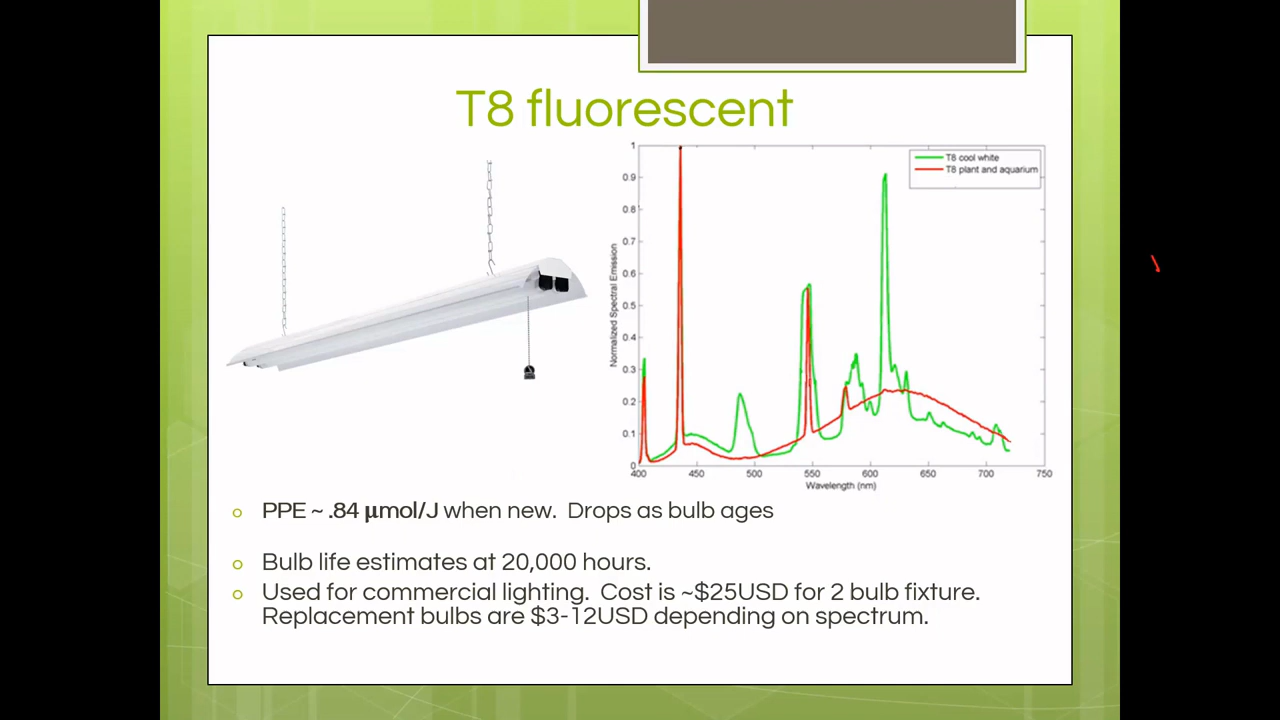 T8 fluorescent
1
0.9
0.8
0.7
0.6
0.5
0.4
0.3
0.2
0.1
0
Normalized Spectral Emission
T8 cool white
T8 plant and aquarium
400 450 500 550 600 650 700 750
Wavelength (nm)
PPE ~ .84 µmol/J when new. Drops as bulb ages
Bulb life estimates at 20,000 hours.
Used for commercial lighting. Cost is ~$25USD for 2 bulb fixture.
Replacement bulbs are $3-12USD depending on spectrum.